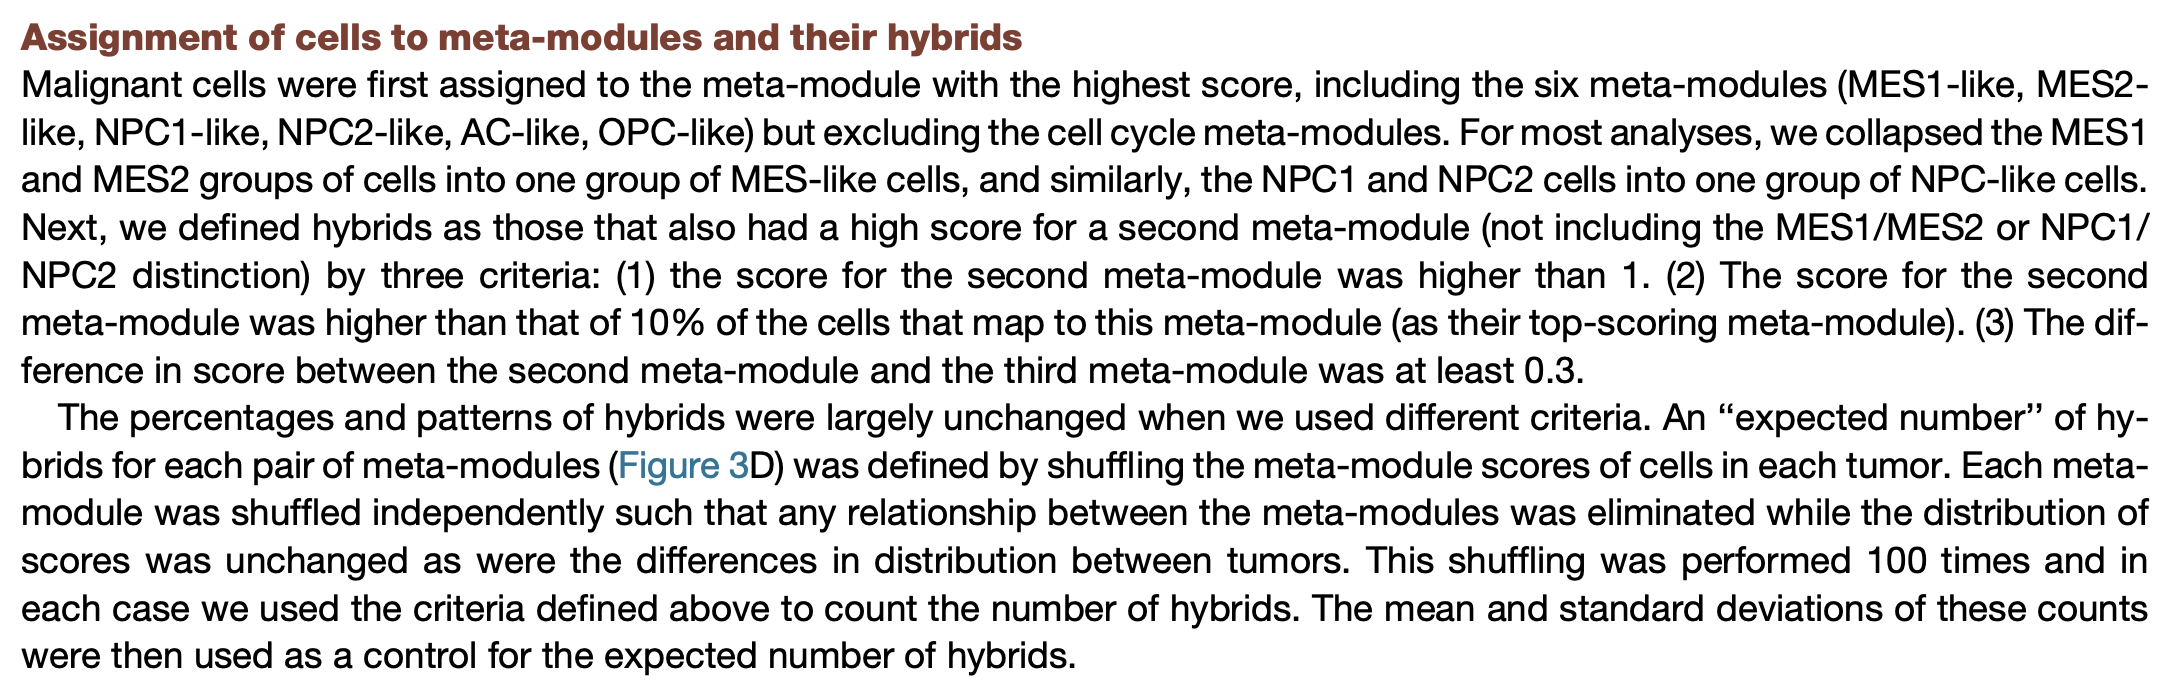 Assignment of cells to meta-modules and their hybrids
Malignant cells were first assigned to the meta-module with the highest score, including the six meta-modules (MES1-like, MES2-
like, NPC1-like, NPC2-like, AC-like, OPC-like) but excluding the cell cycle meta-modules. For most analyses, we collapsed the MES1
and MES2 groups of cells into one group of MES-like cells, and similarly, the NPC1 and NPC2 cells into one group of NPC-like cells.
Next, we defined hybrids as those that also had a high score for a second meta-module (not including the MES1/MES2 or NPC1/
NPC2 distinction) by three criteria: (1) the score for the second meta-module was higher than 1. (2) The score for the second
meta-module was higher than that of 10% of the cells that map to this meta-module (as their top-scoring meta-module). (3) The dif-
ference in score between the second meta-module and the third meta-module was at least 0.3.
The percentages and patterns of hybrids were largely unchanged when we used different criteria. An ‘‘expected number’’ of hy-
brids for each pair of meta-modules (Figure 3D) was defined by shuffling the meta-module scores of cells in each tumor. Each meta-
module was shuffled independently such that any relationship between the meta-modules was eliminated while the distribution of
scores was unchanged as were the differences in distribution between tumors. This shuffling was performed 100 times and in
each case we used the criteria defined above to count the number of hybrids. The mean and standard deviations of these counts
were then used as a control for the expected number of hybrids.